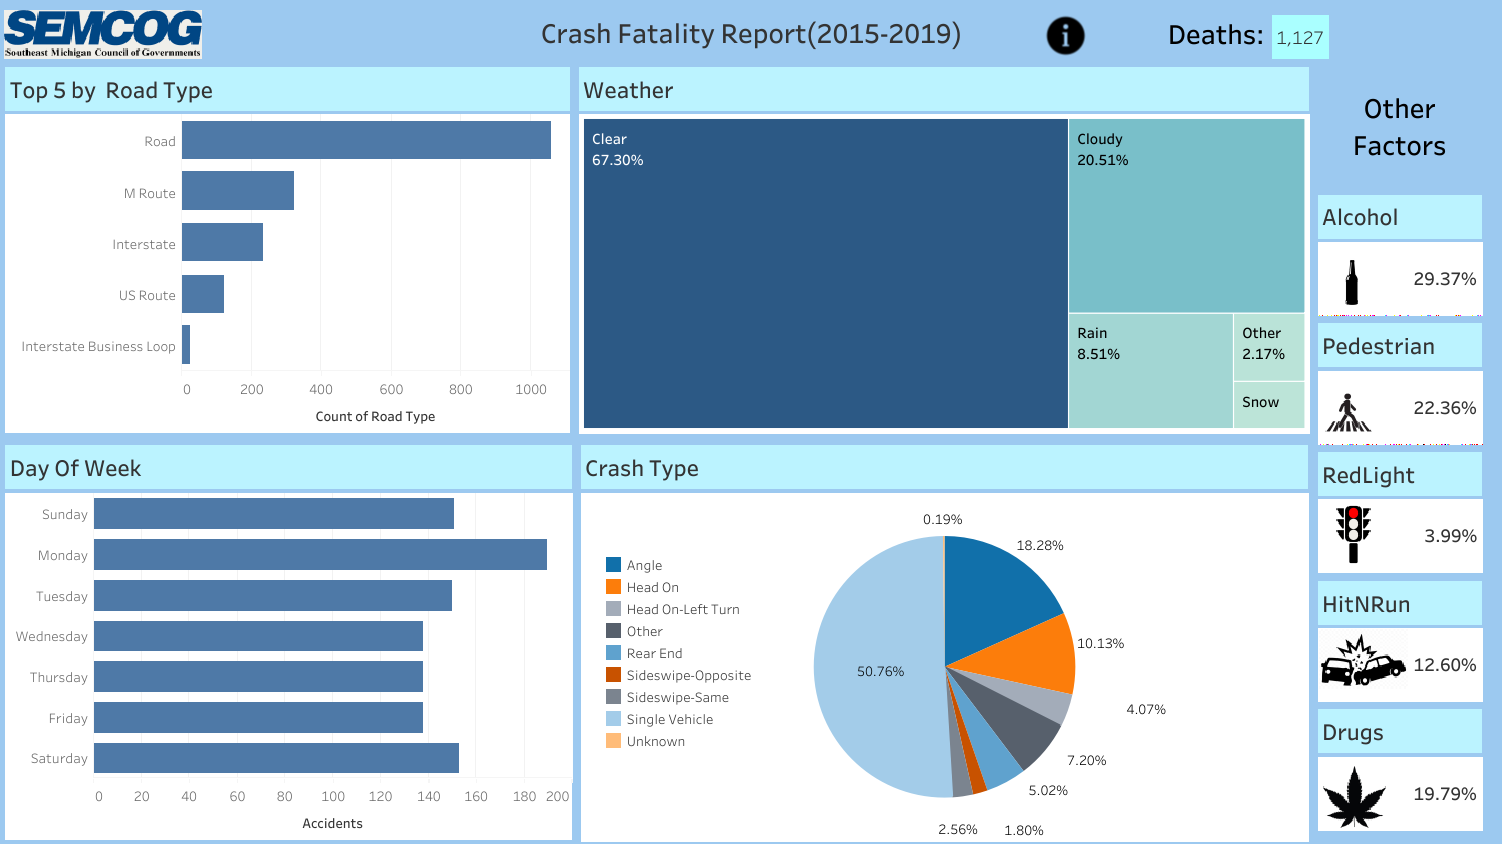 SEMCOG
Southeast Michigan Council of Governments
Crash Fatality Report(2015-2019)
i
Deaths: 1,127
Top 5 by Road Type
Road
M Route
Interstate
US Route
Interstate Business Loop
0 200 400 600 800 1000
Count of Road Type
Weather
Clear
67.30%
Cloudy
20.51%
Rain
8.51%
Other
2.17%
Snow
Other
Factors
Alcohol
29.37%
Pedestrian
22.36%
RedLight
3.99%
HitNRun
12.60%
Drugs
19.79%
Day Of Week
Sunday
Monday
Tuesday
Wednesday
Thursday
Friday
Saturday
0 20 40 60 80 100 120 140 160 180 200
Accidents
Crash Type
Angle
Head On
Head On-Left Turn
Other
Rear End
Sideswipe-Opposite
Sideswipe-Same
Single Vehicle
Unknown
0.19%
18.28%
10.13%
4.07%
7.20%
5.02%
1.80%
2.56%
50.76%